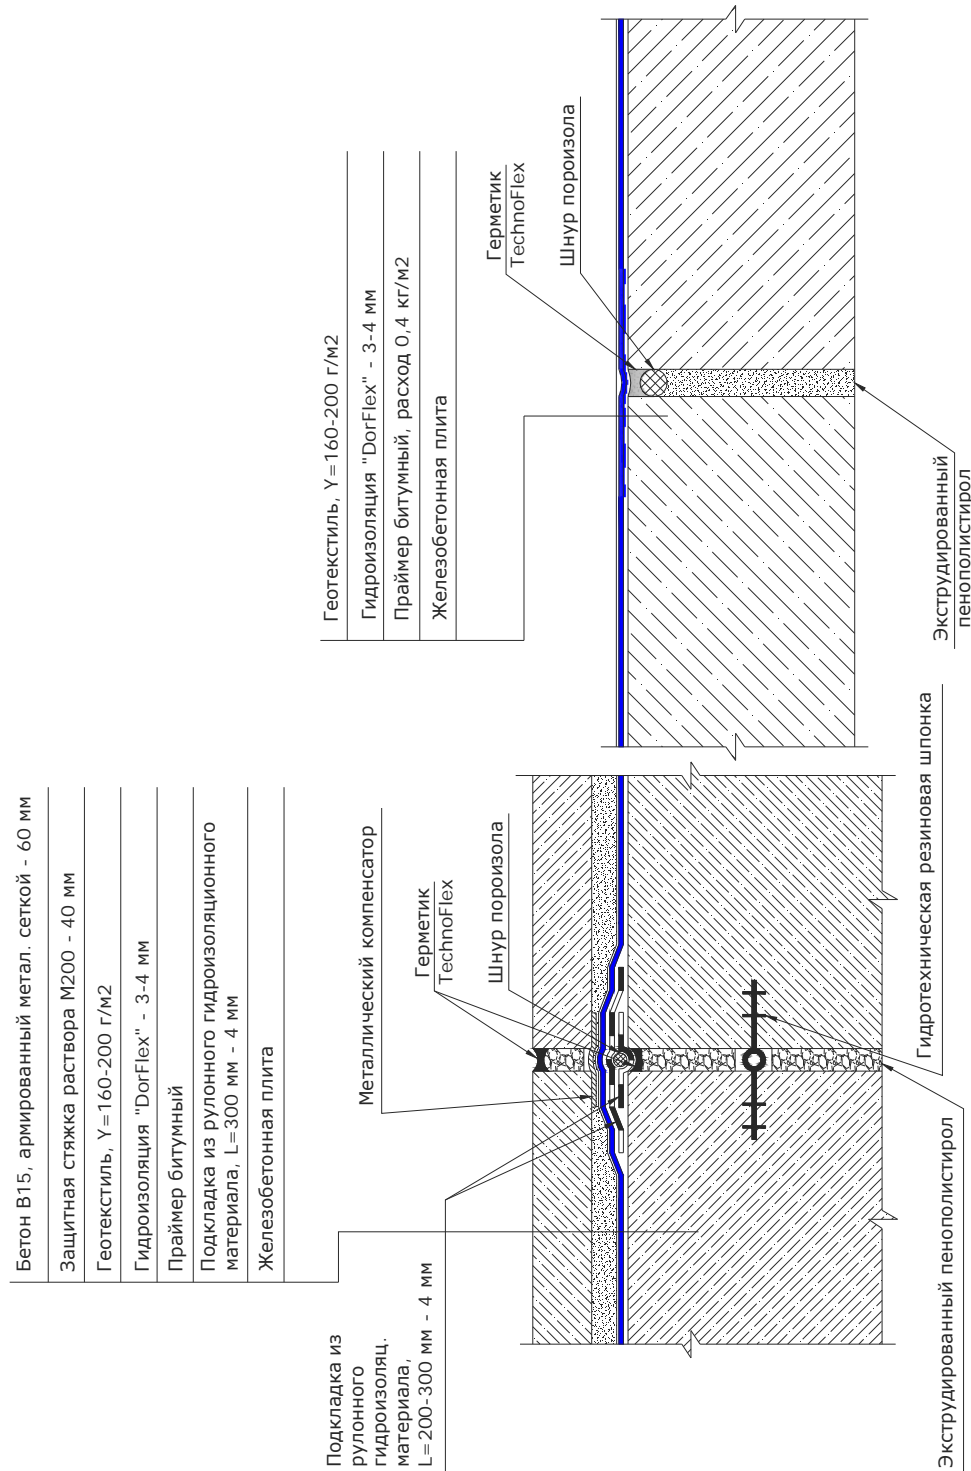 Бетон В15, армированный метал. сеткой - 60 мм
Защитная стяжка раствора М200 - 40 мм
Геотекстиль, Y=160-200 г/м2
Гидроизоляция "DorFlex" - 3-4 мм
Праймер битумный
Подкладка из рулонного гидроизоляционного
материала, L=300 мм - 4 мм
Железобетонная плита
Подкладка из
рулонного
гидроизоляц.
материала,
L=200-300 мм - 4 мм
Металлический компенсатор
Герметик
TechnoFlex
Шнур пороизола
Гидротехническая резиновая шпонка
Экструдированный пенополистирол
Геотекстиль, Y=160-200 г/м2
Гидроизоляция "DorFlex" - 3-4 мм
Праймер битумный, расход 0,4 кг/м2
Железобетонная плита
Герметик
TechnoFlex
Шнур пороизола
Экструдированный
пенополистирол